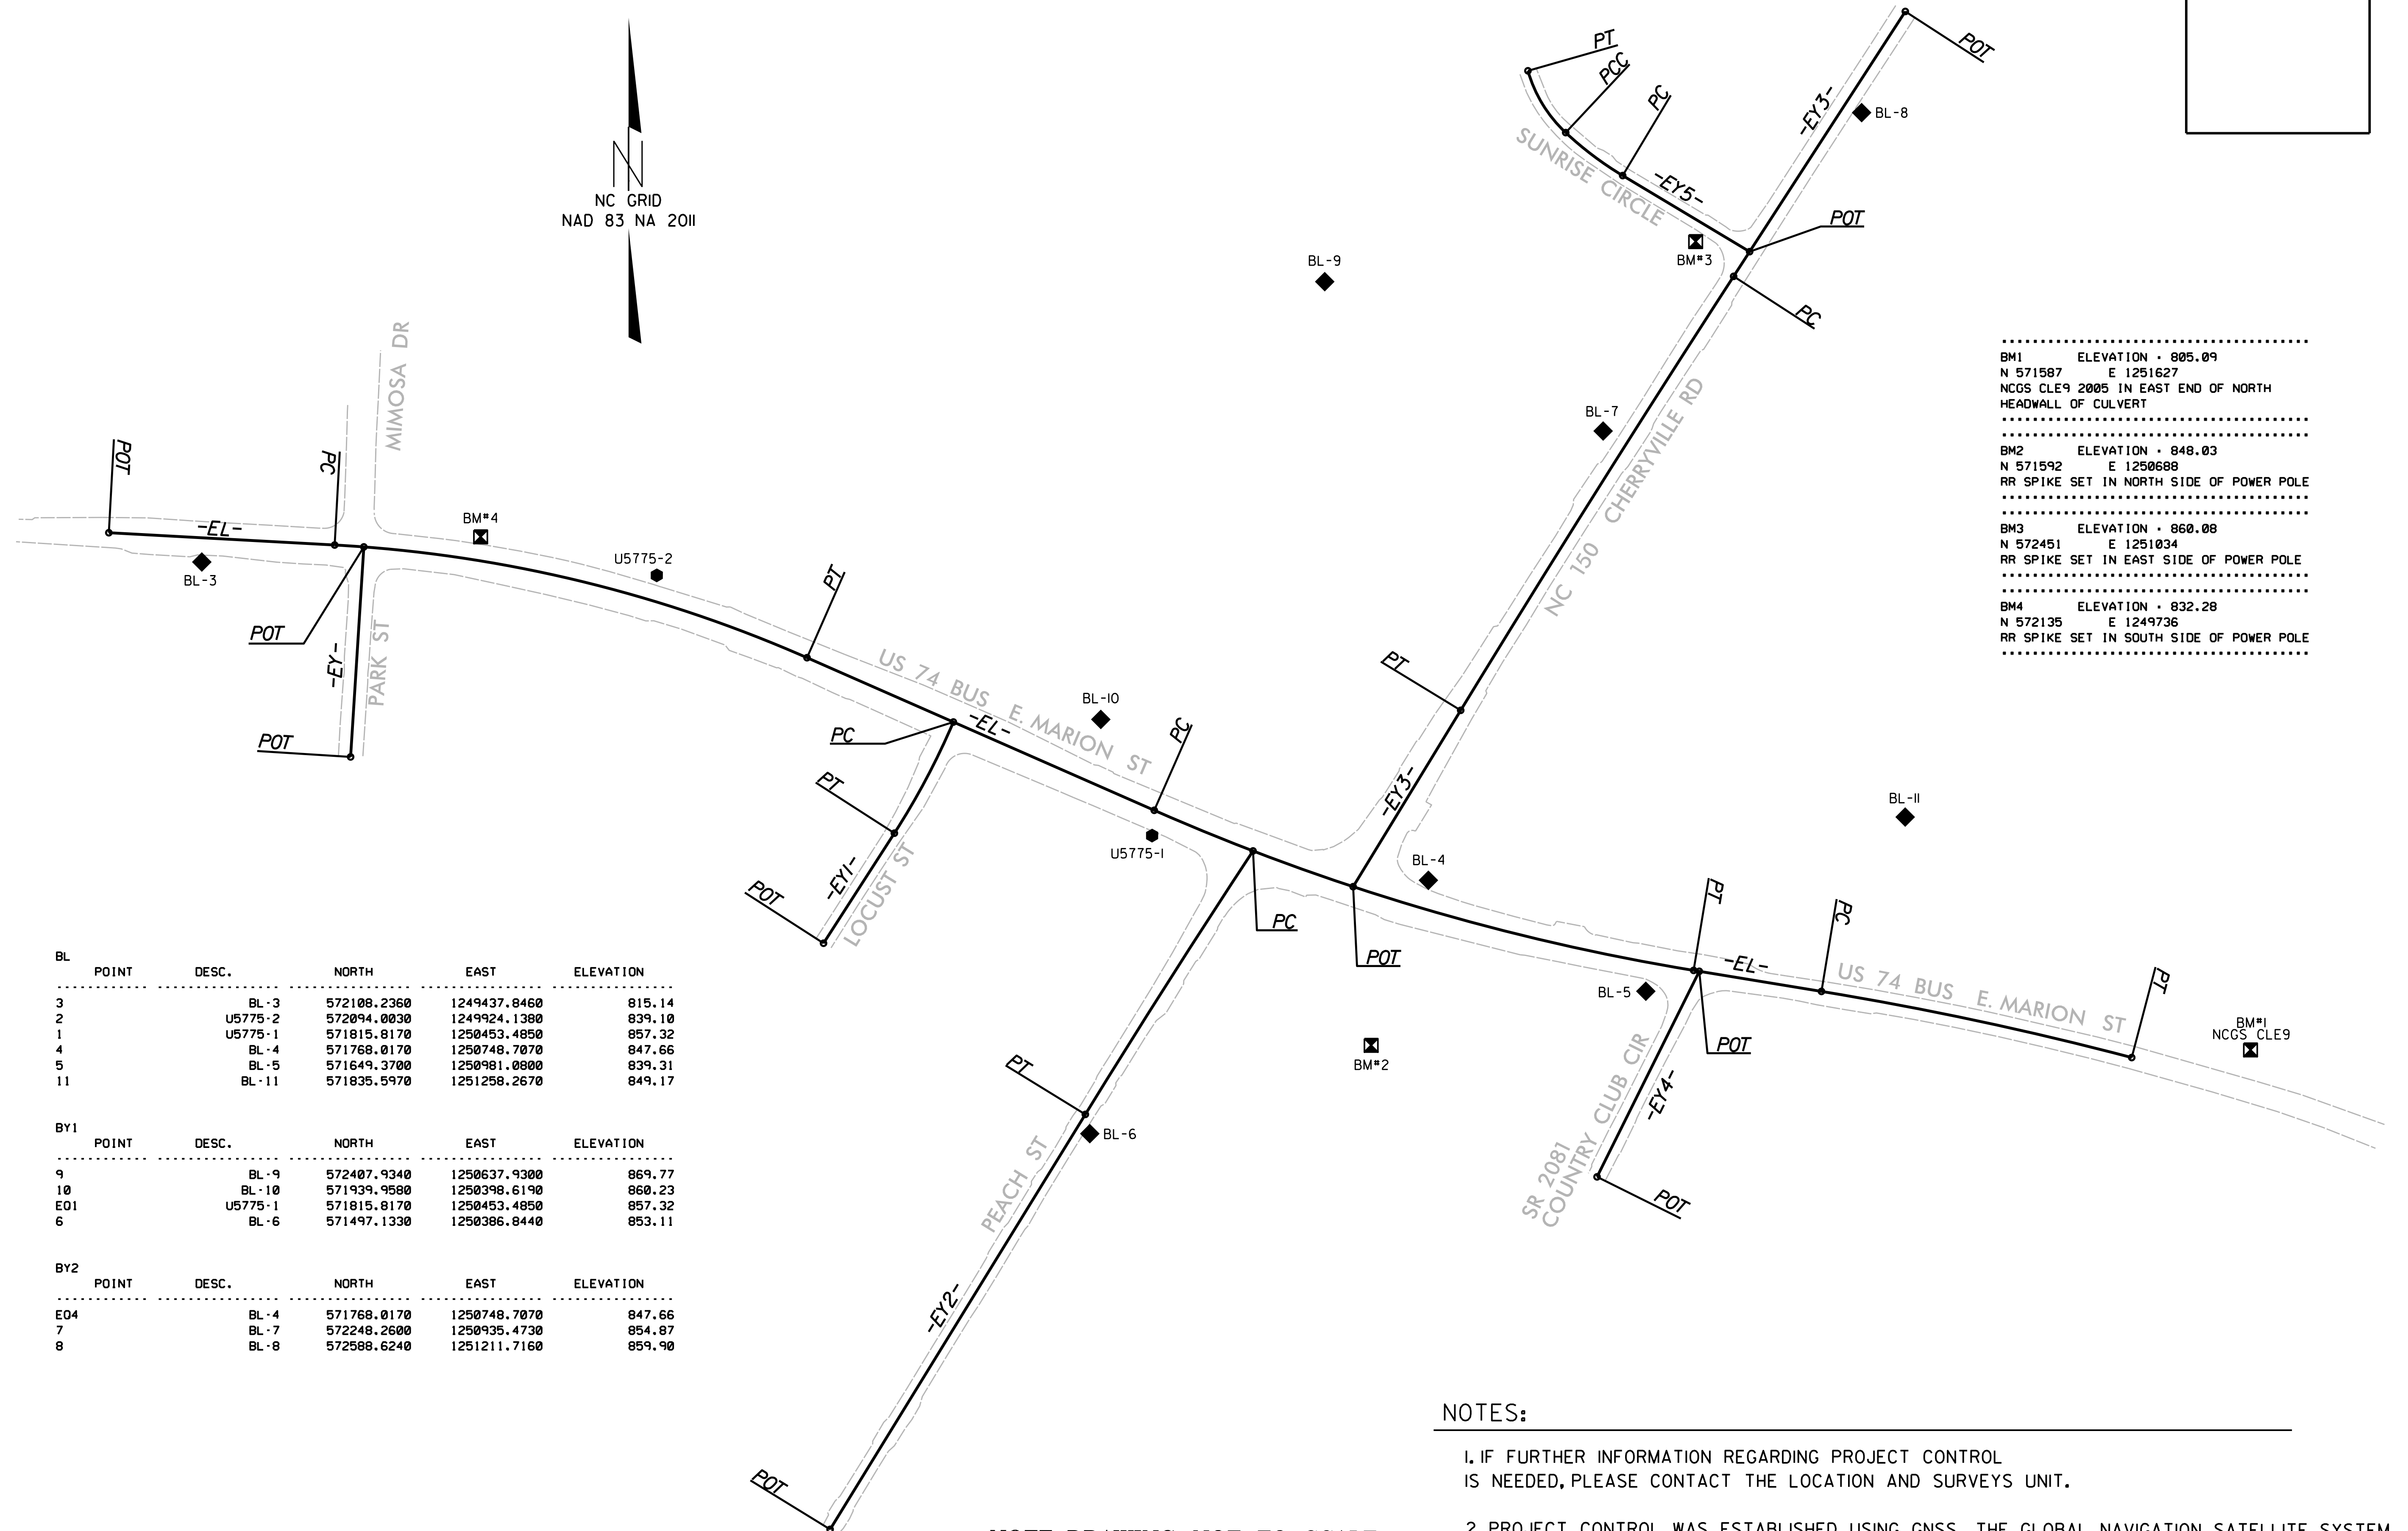 PT
PCC
PC
POT
-EY3-
BL-8
SUNRISE CIRCLE
-EY5-
POT
BM#3
PC
NC GRID
NAD 83 NA 2011
BL-9
BL-7
NC 150 CHERRYVILLE RD
MIMOSA DR
POT
PC
-EL-
BL-3
BM#4
U5775-2
PT
POT
-EY-
PARK ST
POT
US 74 BUS E. MARION ST
BL-10
-EL-
PC
PC
PT
-EY1-
LOCUST ST
POT
U5775-1
PT
-EY3-
BL-4
BL-11
PC
POT
PT
PC
-EL-
US 74 BUS E. MARION ST
PT
BM#1
NCGS CLE9
BL-5
BM#2
POT
-EY4-
SR 2081
COUNTRY CLUB CIR
POT
PT
BL-6
PEACH ST
-EY2-
POT
BM1 ELEVATION · 805.09
N 571587 E 1251627
NCGS CLE9 2005 IN EAST END OF NORTH
HEADWALL OF CULVERT
BM2 ELEVATION · 848.03
N 571592 E 1250688
RR SPIKE SET IN NORTH SIDE OF POWER POLE
BM3 ELEVATION · 860.08
N 572451 E 1251034
RR SPIKE SET IN EAST SIDE OF POWER POLE
BM4 ELEVATION · 832.28
N 572135 E 1249736
RR SPIKE SET IN SOUTH SIDE OF POWER POLE
BL
POINT DESC. NORTH EAST ELEVATION
3 BL-3 572108.2360 1249437.8460 815.14
2 U5775-2 572094.0030 1249924.1380 839.10
1 U5775-1 571815.8170 1250453.4850 857.32
4 BL-4 571768.0170 1250748.7070 847.66
5 BL-5 571649.3700 1250981.0800 839.31
11 BL-11 571835.5970 1251258.2670 849.17
BY1
POINT DESC. NORTH EAST ELEVATION
9 BL-9 572407.9340 1250637.9300 869.77
10 BL-10 571939.9580 1250398.6190 860.23
EQ1 U5775-1 571815.8170 1250453.4850 857.32
6 BL-6 571497.1330 1250386.8440 853.11
BY2
POINT DESC. NORTH EAST ELEVATION
EQ4 BL-4 571768.0170 1250748.7070 847.66
7 BL-7 572248.2600 1250935.4730 854.87
8 BL-8 572588.6240 1251211.7160 859.90
NOTES:
1. IF FURTHER INFORMATION REGARDING PROJECT CONTROL
IS NEEDED, PLEASE CONTACT THE LOCATION AND SURVEYS UNIT.
2. PROJECT CONTROL WAS ESTABLISHED USING GNSS, THE GLOBAL NAVIGATION SATELLITE SYSTEM